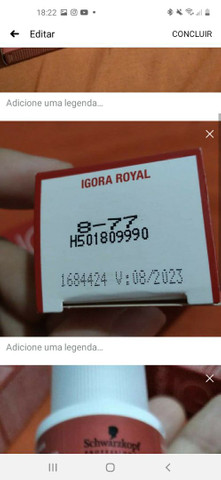 18:22
Editar
CONCLUIR
Adicione uma legenda...
IGORA ROYAL
8-77
H501809990
1684424 V:08/2023
Adicione uma legenda...
Schwarzkopf
PROFESSIONAL